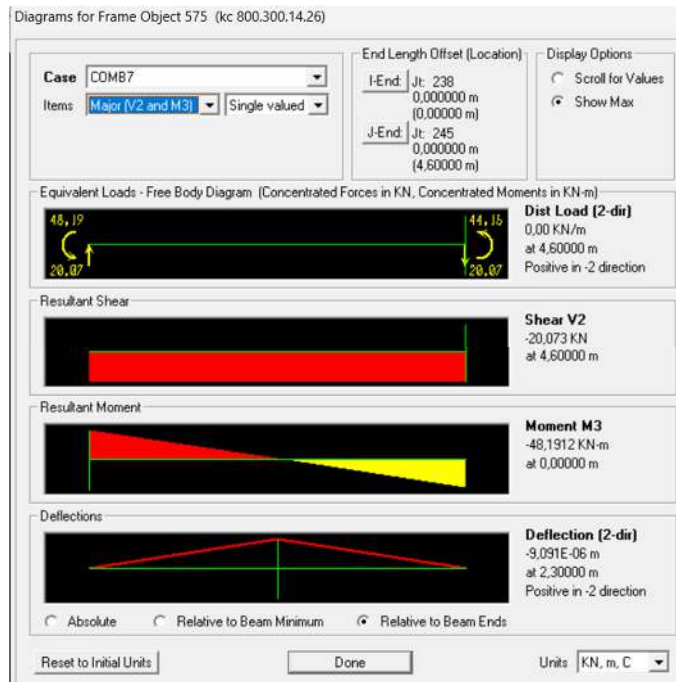 Diagrams for Frame Object 575 (kc 800.300.14.26)
Case COMB7
Items Major (V2 and M3) Single valued
End Length Offset (Location)
I-End: Jt: 238
0,000000 m
(0,00000 m)
J-End: Jt: 245
0,000000 m
(4,60000 m)
Display Options
Scroll for Values
Show Max
Equivalent Loads - Free Body Diagram (Concentrated Forces in KN, Concentrated Moments in KN-m)
48,19
20,07
44,15
20,07
Dist Load (2-dir)
0,00 KN/m
at 4,60000 m
Positive in -2 direction
Resultant Shear
Shear V2
-20,073 KN
at 4,60000 m
Resultant Moment
Moment M3
-48,1912 KN-m
at 0,00000 m
Deflections
Deflection (2-dir)
-9,091E-06 m
at 2,30000 m
Positive in -2 direction
Absolute Relative to Beam Minimum Relative to Beam Ends
Reset to Initial Units Done Units KN, m, C